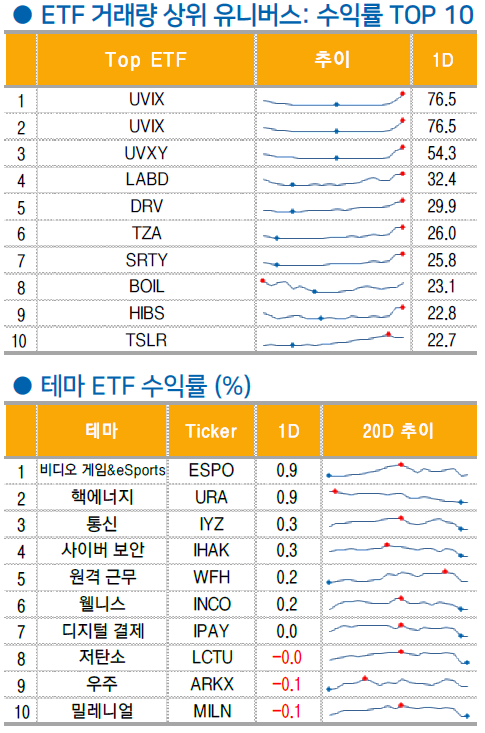 ● ETF 거래량 상위 유니버스: 수익률 TOP 10
Top ETF 추이 1D
1 UVIX 76.5
2 UVIX 76.5
3 UVXY 54.3
4 LABD 32.4
5 DRV 29.9
6 TZA 26.0
7 SRTY 25.8
8 BOIL 23.1
9 HIBS 22.8
10 TSLR 22.7
● 테마 ETF 수익률 (%)
테마 Ticker 1D 20D 추이
1 비디오 게임&eSports ESPO 0.9
2 핵에너지 URA 0.9
3 통신 IYZ 0.3
4 사이버 보안 IHAK 0.3
5 원격 근무 WFH 0.2
6 웰니스 INCO 0.2
7 디지털 결제 IPAY 0.0
8 저탄소 LCTU -0.0
9 우주 ARKX -0.1
10 밀레니얼 MILN -0.1